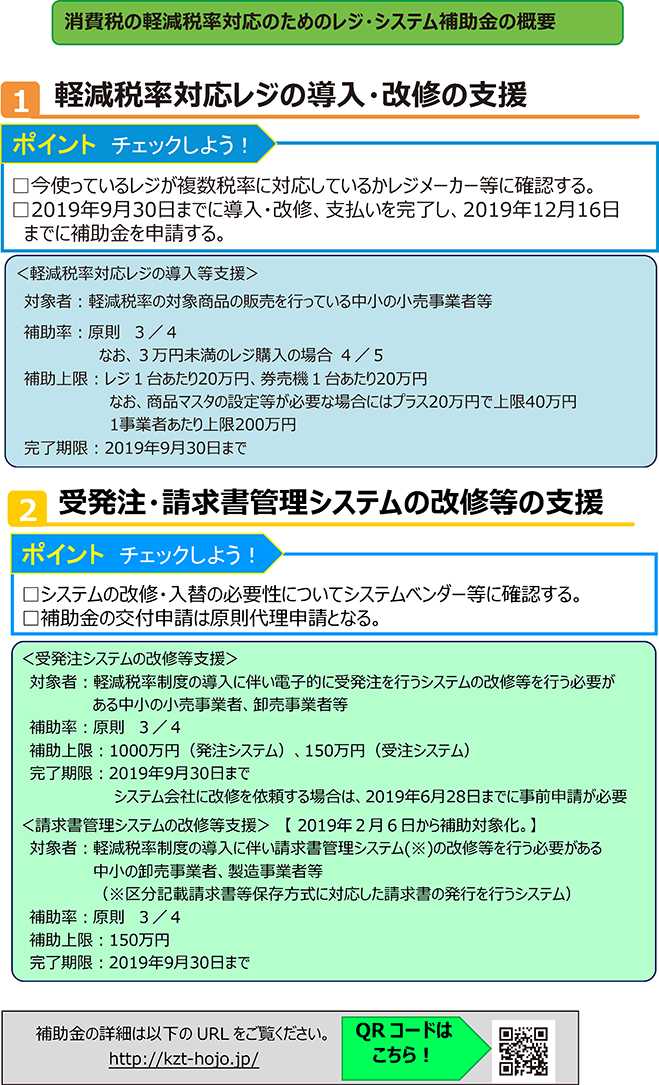 消費税の軽減税率対応のためのレジ・システム補助金の概要
1 軽減税率対応レジの導入・改修の支援
ポイント チェックしよう！
□今使っているレジが複数税率に対応しているかレジメーカー等に確認する。
□2019年9月30日までに導入・改修、支払いを完了し、2019年12月16日
までに補助金を申請する。
＜軽減税率対応レジの導入等支援＞
対象者：軽減税率の対象商品の販売を行っている中小の小売事業者等
補助率：原則 ３／４
なお、３万円未満のレジ購入の場合 ４／５
補助上限：レジ１台あたり20万円、券売機１台あたり20万円
なお、商品マスタの設定等が必要な場合にはプラス20万円で上限40万円
1事業者あたり上限200万円
完了期限：2019年9月30日まで
2 受発注・請求書管理システムの改修等の支援
ポイント チェックしよう！
□システムの改修・入替の必要性についてシステムベンダー等に確認する。
□補助金の交付申請は原則代理申請となる。
＜受発注システムの改修等支援＞
対象者：軽減税率制度の導入に伴い電子的に受発注を行うシステムの改修等を行う必要が
ある中小の小売事業者、卸売事業者等
補助率：原則 ３／４
補助上限：1000万円（発注システム）、150万円（受注システム）
完了期限：2019年9月30日まで
システム会社に改修を依頼する場合は、2019年6月28日までに事前申請が必要
＜請求書管理システムの改修等支援＞ 【 2019年２月６日から補助対象化。】
対象者：軽減税率制度の導入に伴い請求書管理システム(※)の改修等を行う必要がある
中小の卸売事業者、製造事業者等
（※区分記載請求書等保存方式に対応した請求書の発行を行うシステム）
補助率：原則 ３／４
補助上限：150万円
完了期限：2019年9月30日まで
補助金の詳細は以下の URL をご覧ください。
http://kzt-hojo.jp/
QR コードは
こちら！